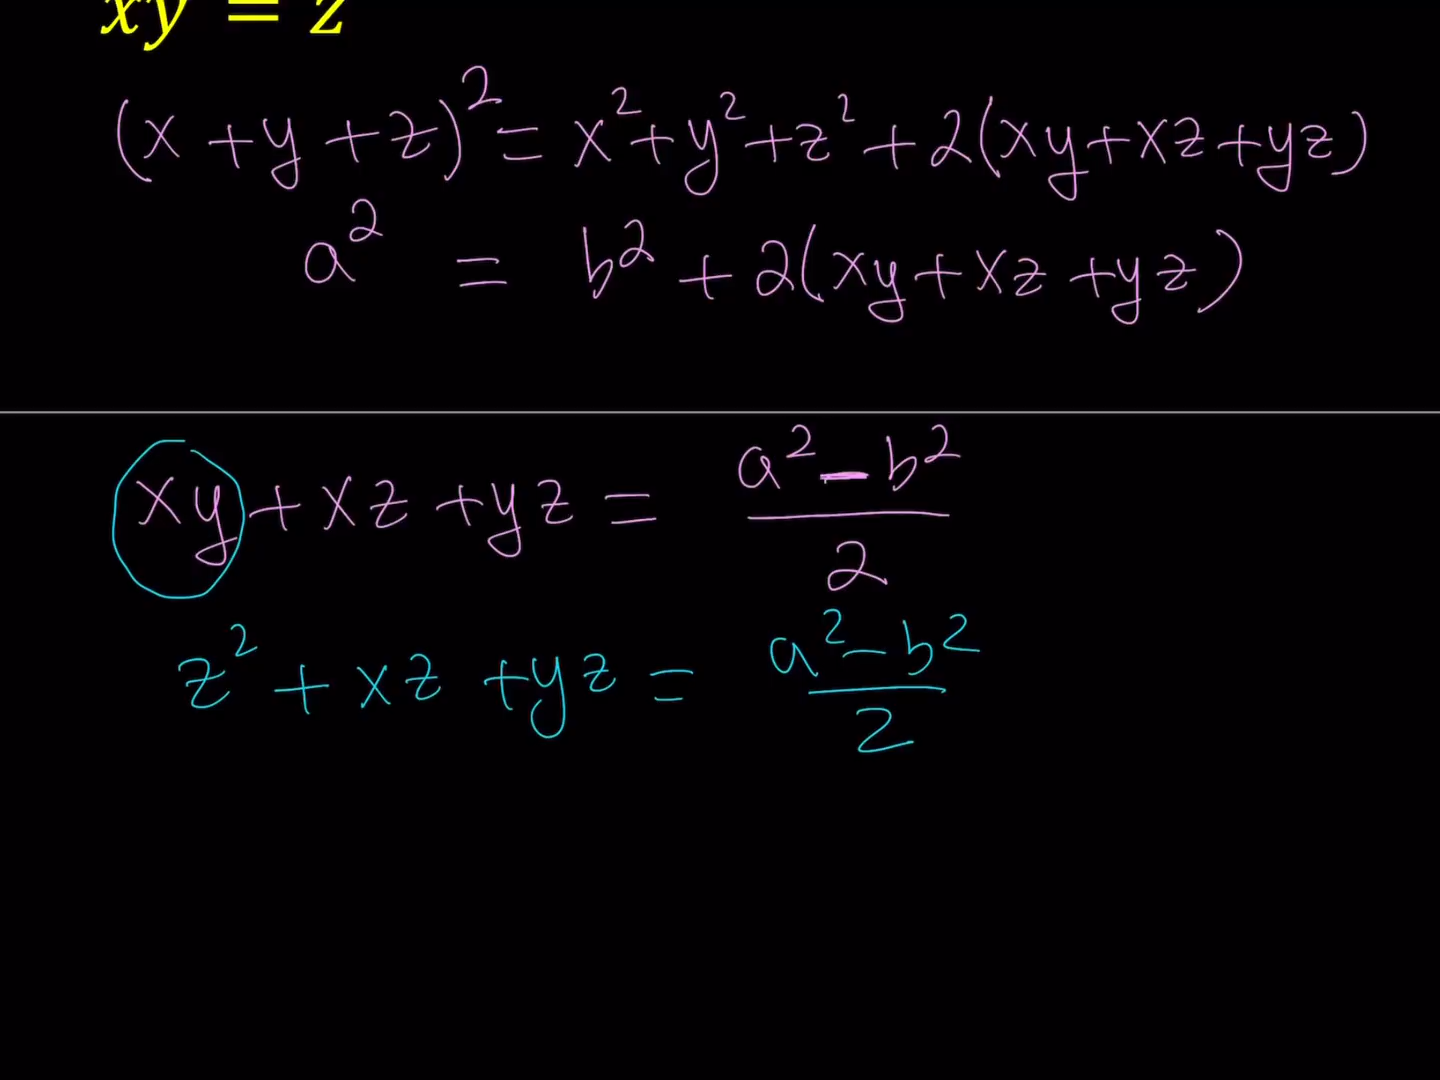 xy = z
(x + y + z)² = x² + y² + z² + 2(xy + xz + yz)
a² = b² + 2(xy + xz + yz)
xy + xz + yz = (a² - b²)/2
z² + xz + yz = (a² - b²)/2